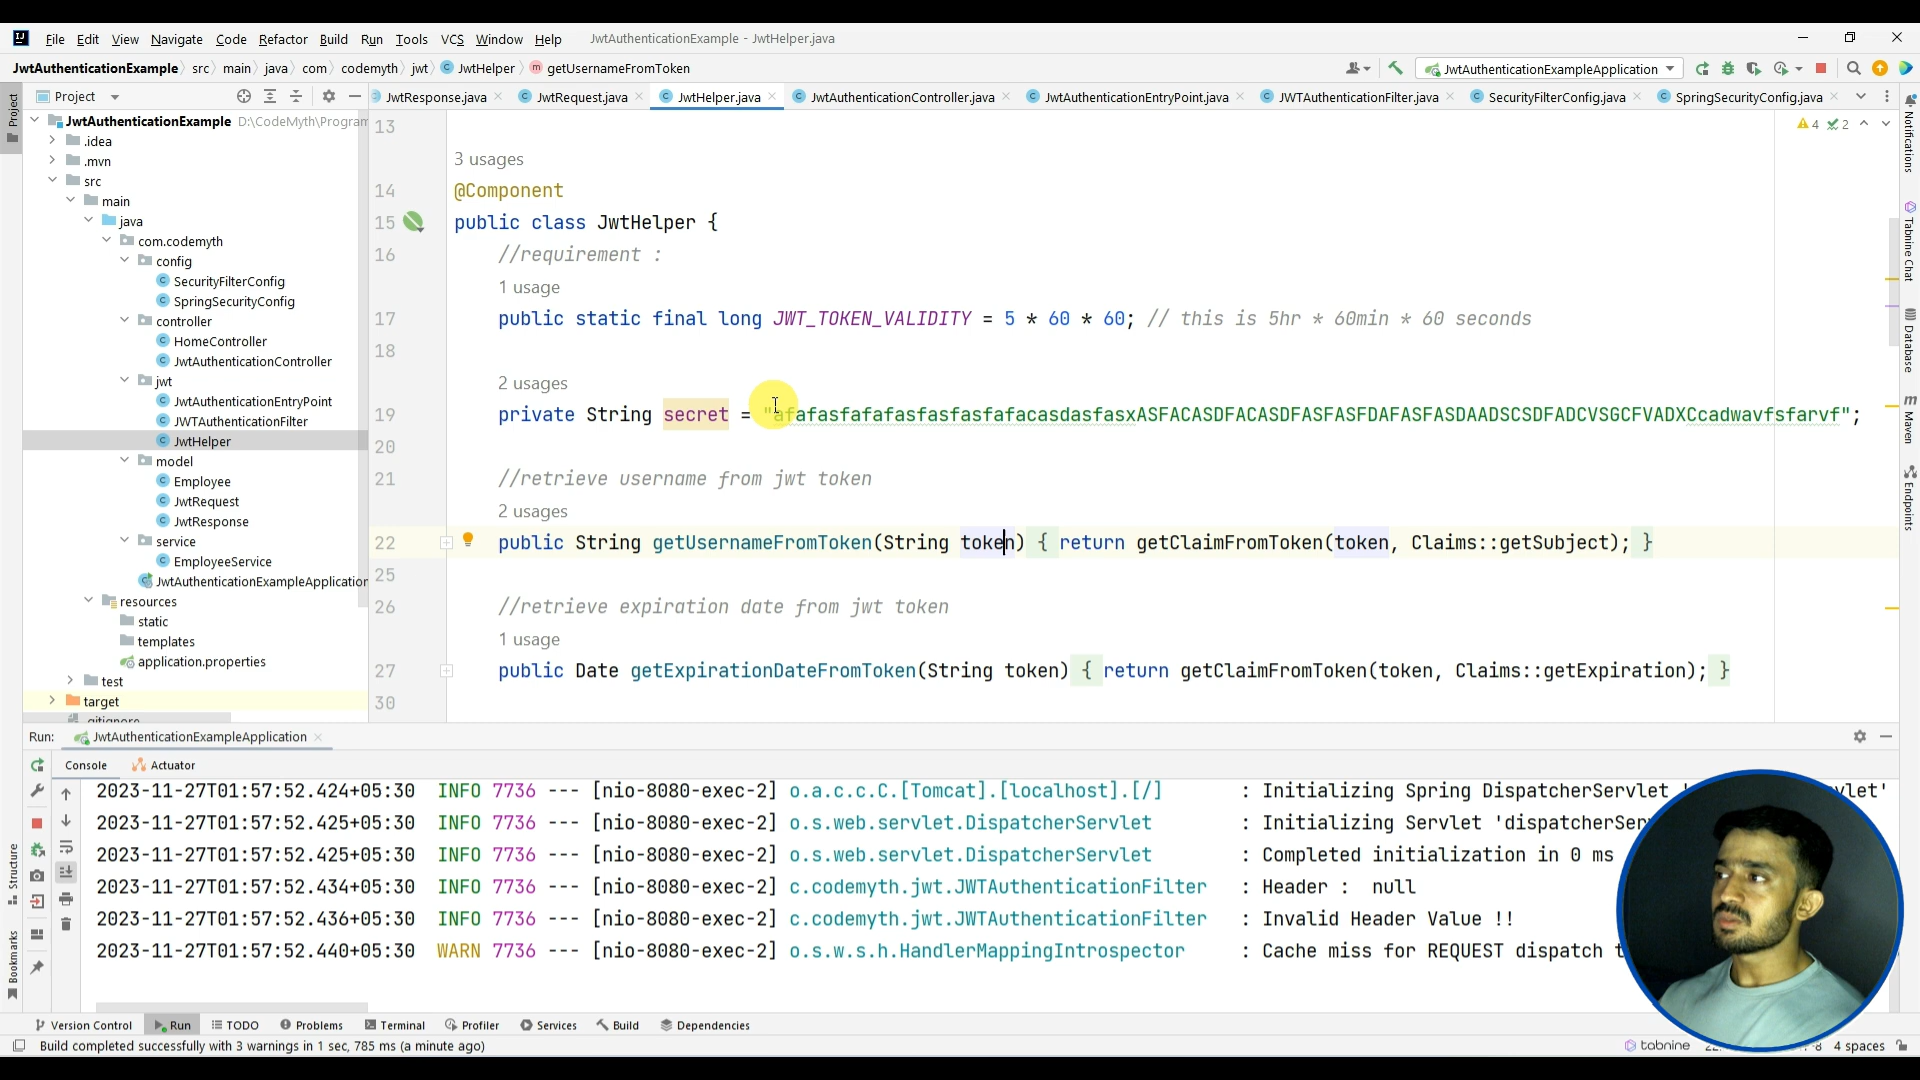 File Edit View Navigate Code Refactor Build Run Tools VCS Window Help JwtAuthenticationExample - JwtHelper.java
JwtAuthenticationExample src main java com codemyth jwt JwtHelper getUsernameFromToken JwtAuthenticationExampleApplication
Project
JwtResponse.java JwtRequest.java JwtHelper.java JwtAuthenticationController.java JwtAuthenticationEntryPoint.java JWTAuthenticationFilter.java SecurityFilterConfig.java SpringSecurityConfig.java
Project
JwtAuthenticationExample D:\CodeMyth\Program
.idea
.mvn
src
main
java
com.codemyth
config
SecurityFilterConfig
SpringSecurityConfig
controller
HomeController
JwtAuthenticationController
jwt
JwtAuthenticationEntryPoint
JWTAuthenticationFilter
JwtHelper
model
Employee
JwtRequest
JwtResponse
service
EmployeeService
JwtAuthenticationExampleApplication
resources
static
templates
application.properties
test
target
.gitignore
4 2
13
3 usages
14 @Component
15 public class JwtHelper {
16 //requirement :
1 usage
17 public static final long JWT_TOKEN_VALIDITY = 5 * 60 * 60; // this is 5hr * 60min * 60 seconds
18
2 usages
19 private String secret = "afafasfafafasfasfasfafacasdasfasxASFACASDFACASDFASFASFDAFASFASDAADSCSDFADCVSGCFVADXCcadwavfsfarvf";
20
21 //retrieve username from jwt token
2 usages
22 public String getUsernameFromToken(String token) { return getClaimFromToken(token, Claims::getSubject); }
25
26 //retrieve expiration date from jwt token
1 usage
27 public Date getExpirationDateFromToken(String token) { return getClaimFromToken(token, Claims::getExpiration); }
30
Notifications
Tabnine Chat
Database
Maven
Endpoints
Run: JwtAuthenticationExampleApplication
Console Actuator
2023-11-27T01:57:52.424+05:30 INFO 7736 --- [nio-8080-exec-2] o.a.c.c.C.[Tomcat].[localhost].[/] : Initializing Spring DispatcherServlet
2023-11-27T01:57:52.425+05:30 INFO 7736 --- [nio-8080-exec-2] o.s.web.servlet.DispatcherServlet : Initializing Servlet 'dispatcherSer
2023-11-27T01:57:52.425+05:30 INFO 7736 --- [nio-8080-exec-2] o.s.web.servlet.DispatcherServlet : Completed initialization in 0 ms
2023-11-27T01:57:52.434+05:30 INFO 7736 --- [nio-8080-exec-2] c.codemyth.jwt.JWTAuthenticationFilter : Header : null
2023-11-27T01:57:52.436+05:30 INFO 7736 --- [nio-8080-exec-2] c.codemyth.jwt.JWTAuthenticationFilter : Invalid Header Value !!
2023-11-27T01:57:52.440+05:30 WARN 7736 --- [nio-8080-exec-2] o.s.w.s.h.HandlerMappingIntrospector : Cache miss for REQUEST dispatch
Structure
Bookmarks
Version Control Run TODO Problems Terminal Profiler Services Build Dependencies
Build completed successfully with 3 warnings in 1 sec, 785 ms (a minute ago) tabnine 4 spaces